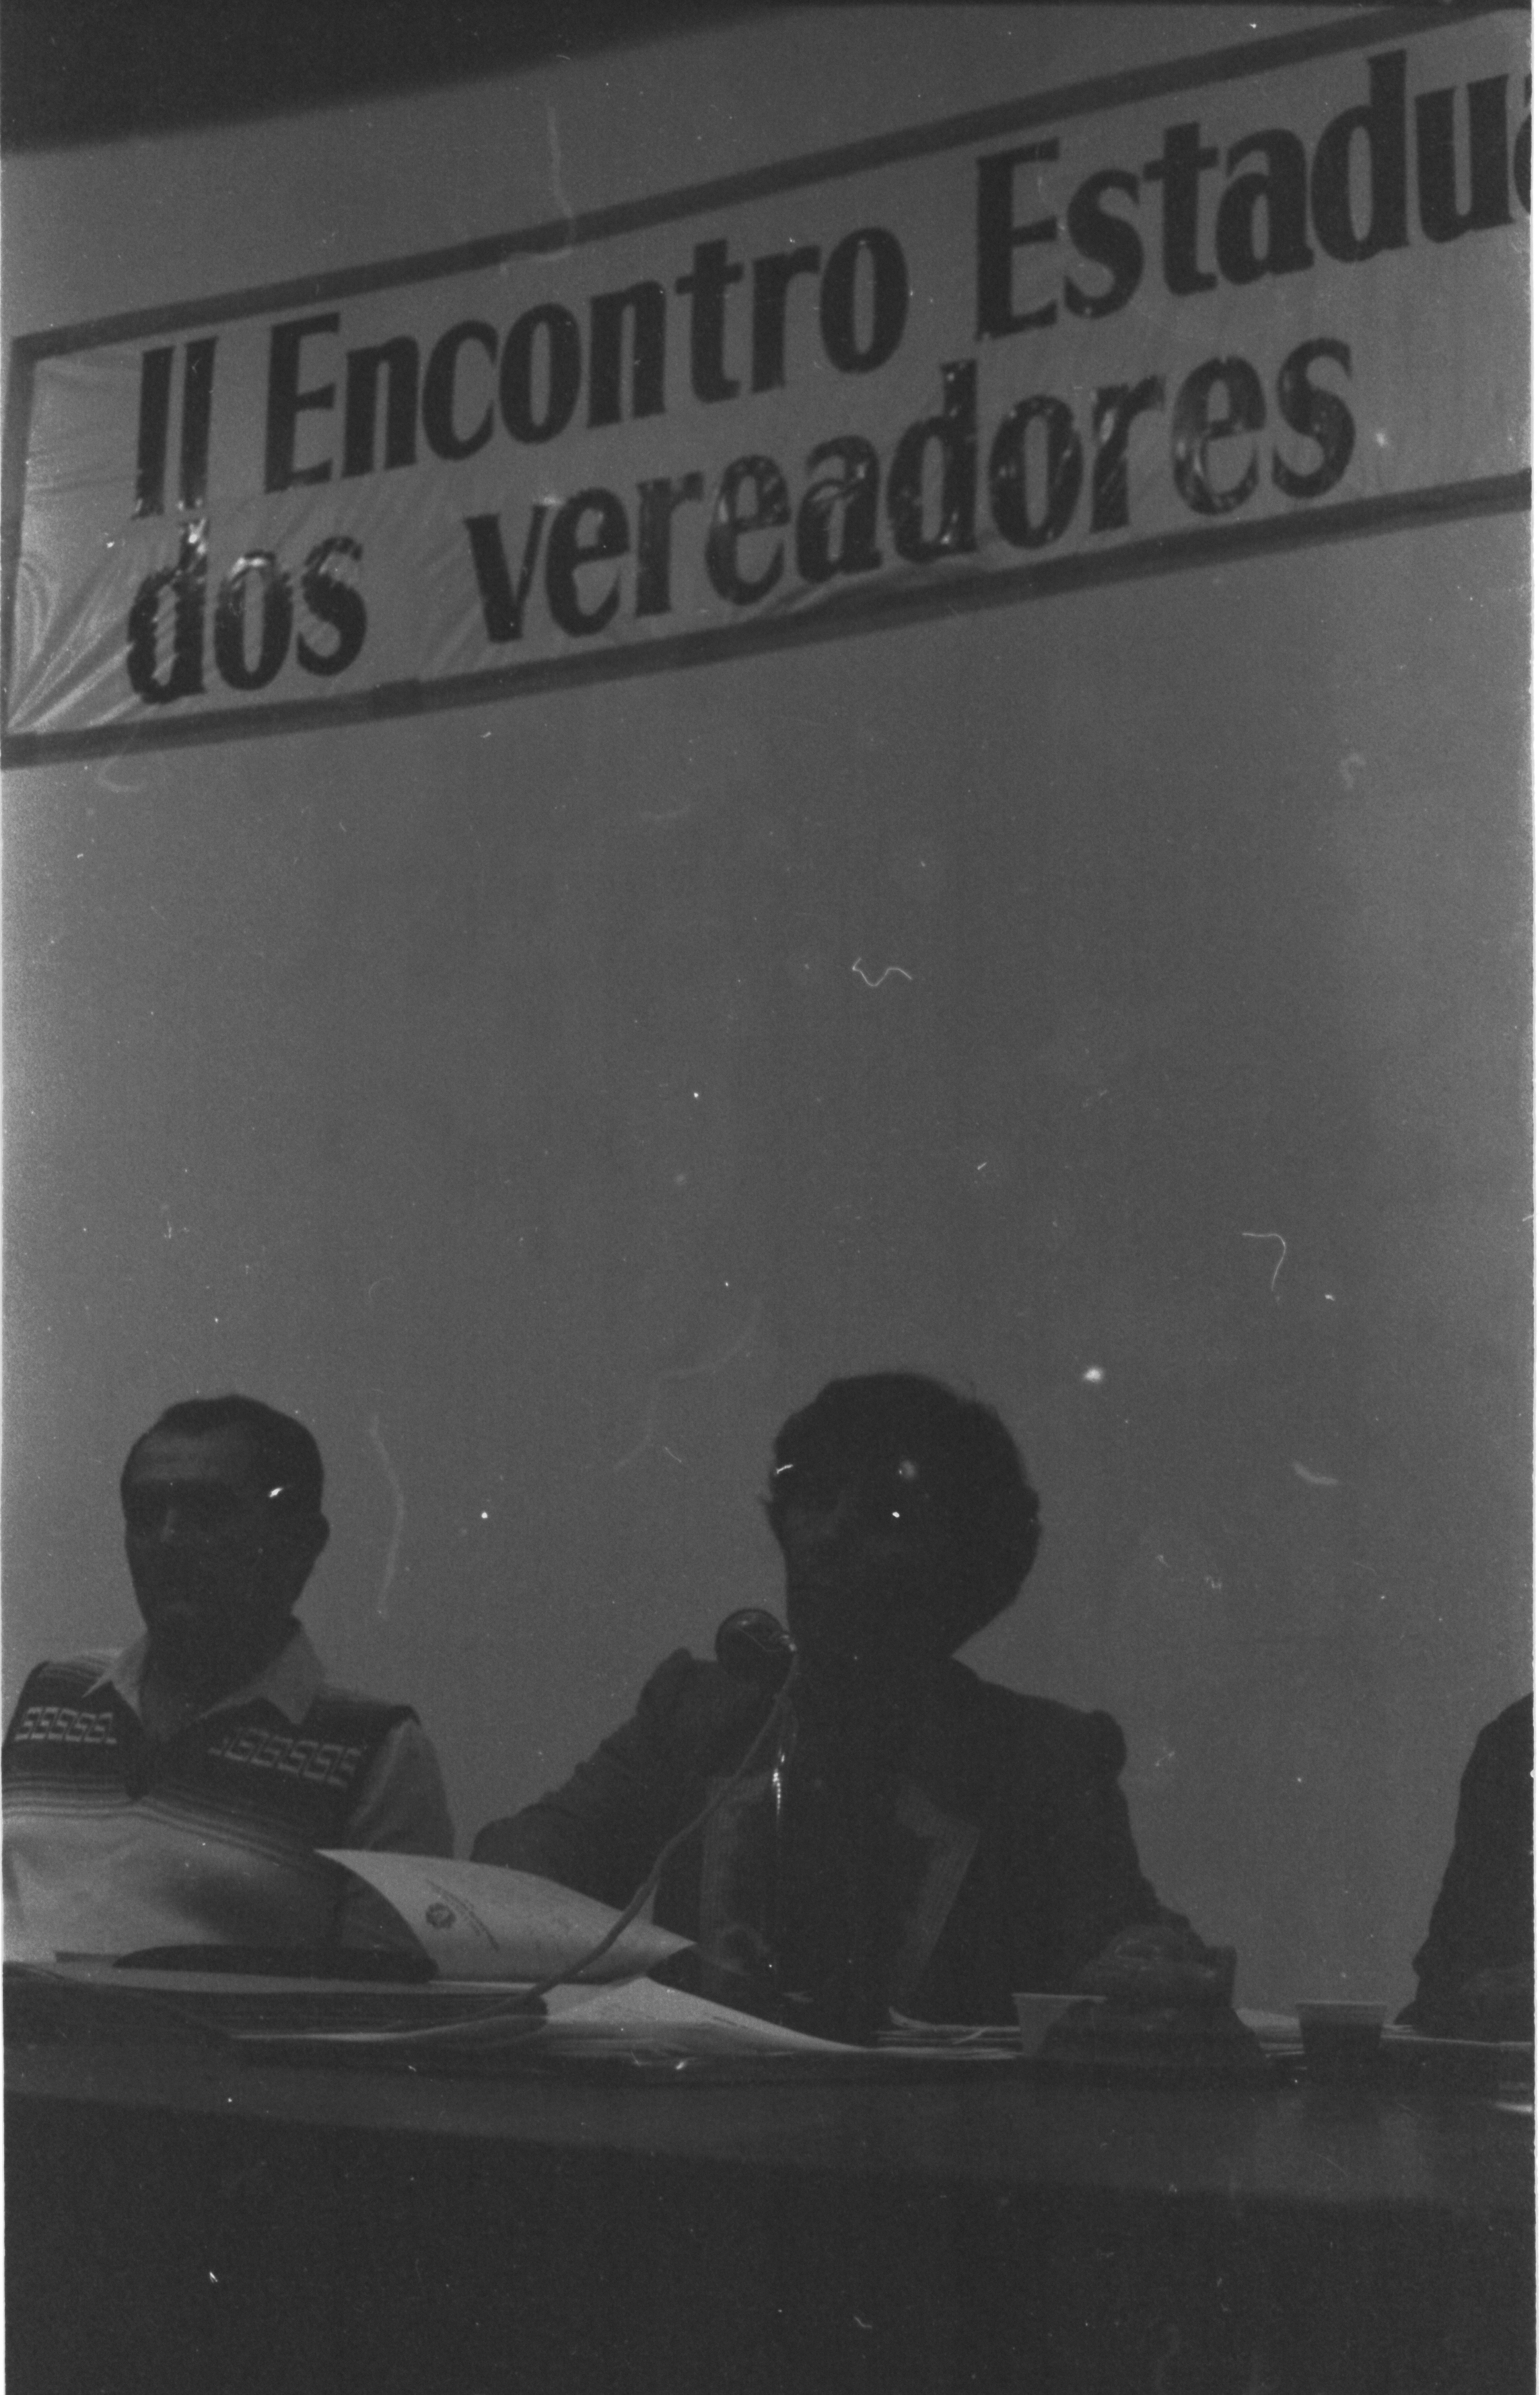 II Encontro Estadua
dos vereadores